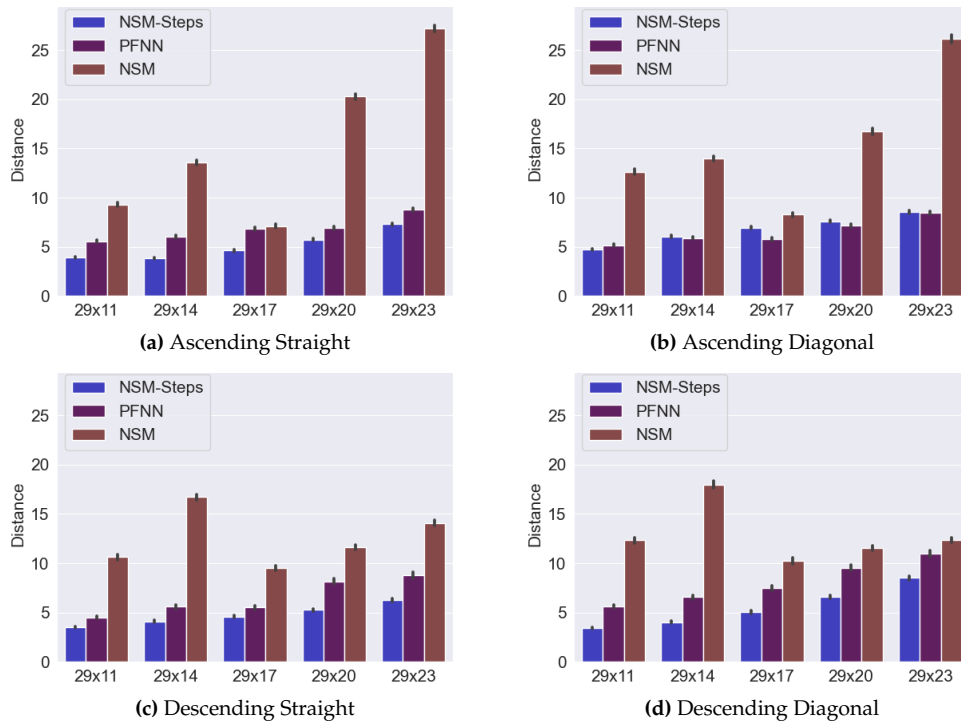 NSM-Steps
PFNN
NSM
Distance
25
20
15
10
5
0
29x11 29x14 29x17 29x20 29x23
(a) Ascending Straight
NSM-Steps
PFNN
NSM
Distance
25
20
15
10
5
0
29x11 29x14 29x17 29x20 29x23
(b) Ascending Diagonal
NSM-Steps
PFNN
NSM
Distance
25
20
15
10
5
0
29x11 29x14 29x17 29x20 29x23
(c) Descending Straight
NSM-Steps
PFNN
NSM
Distance
25
20
15
10
5
0
29x11 29x14 29x17 29x20 29x23
(d) Descending Diagonal